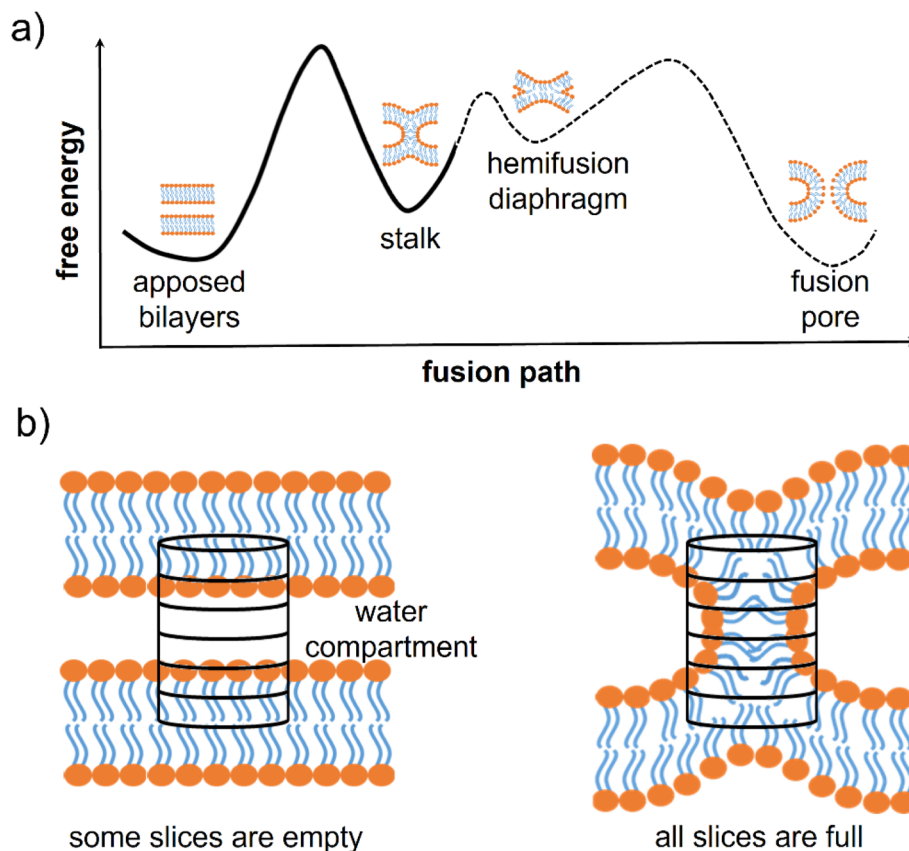 a)
free energy
apposed
bilayers
stalk
hemifusion
diaphragm
fusion
pore
fusion path
b)
water
compartment
some slices are empty
all slices are full